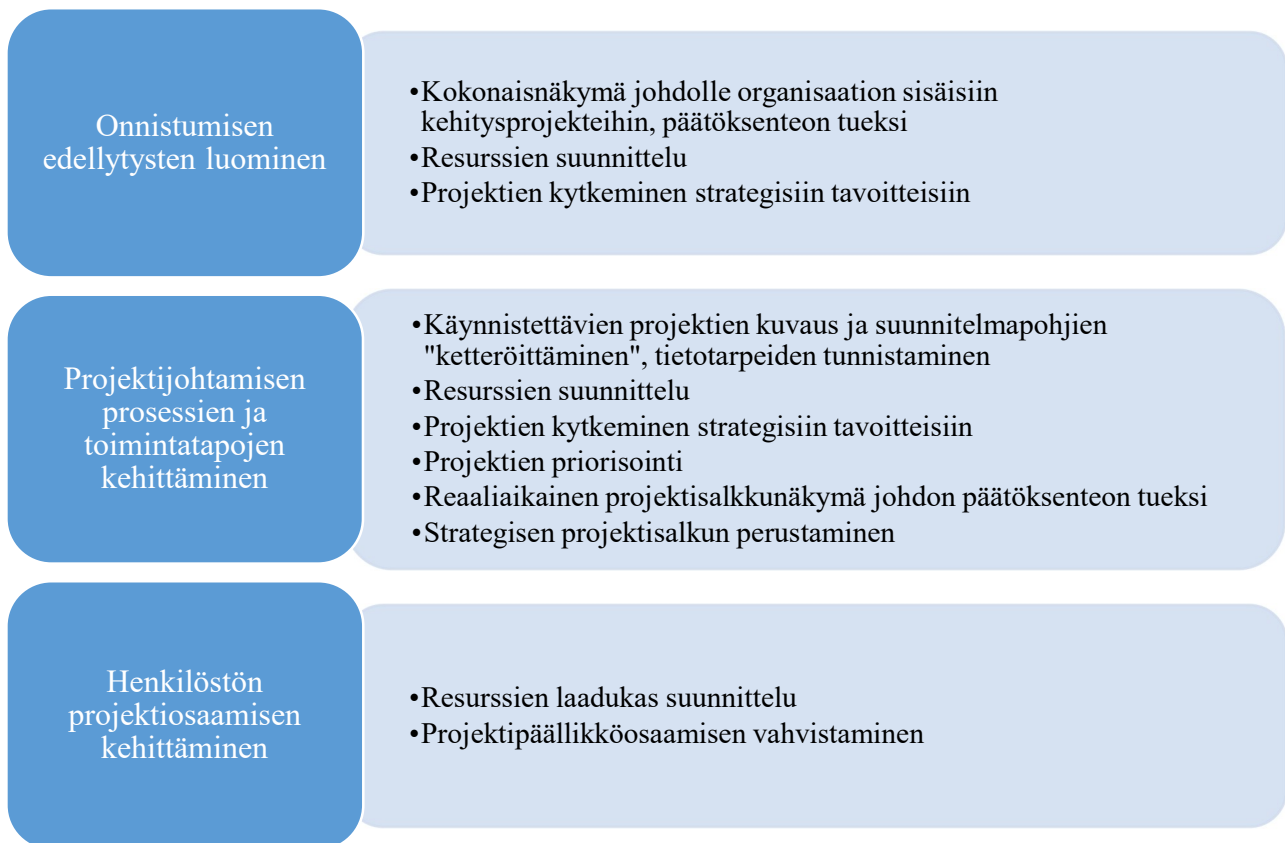 Onnistumisen
edellytysten luominen
•Kokonaisnäkymä johdolle organisaation sisäisiin
kehitysprojekteihin, päätöksenteon tueksi
•Resurssien suunnittelu
•Projektien kytkeminen strategisiin tavoitteisiin
Projektijohtamisen
prosessien ja
toimintatapojen
kehittäminen
•Käynnistettävien projektien kuvaus ja suunnitelmapohjien
"ketteröittäminen", tietotarpeiden tunnistaminen
•Resurssien suunnittelu
•Projektien kytkeminen strategisiin tavoitteisiin
•Projektien priorisointi
•Reaaliaikainen projektisalkkunäkymä johdon päätöksenteon tueksi
•Strategisen projektisalkun perustaminen
Henkilöstön
projektiosaamisen
kehittäminen
•Resurssien laadukas suunnittelu
•Projektipäällikköosaamisen vahvistaminen